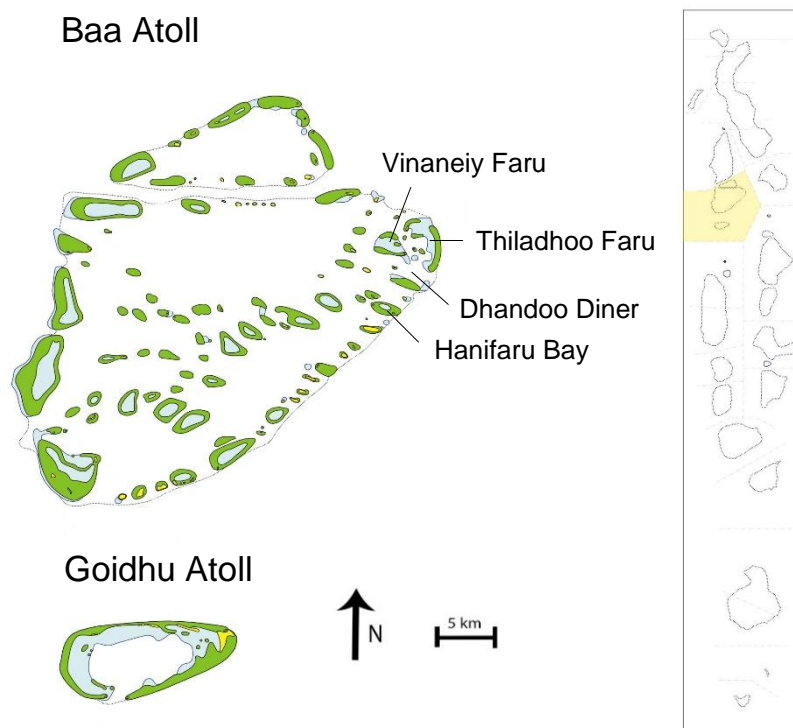 Baa Atoll
Vinaneiy Faru
Thiladhoo Faru
Dhandoo Diner
Hanifaru Bay
Goidhu Atoll
N
5 km